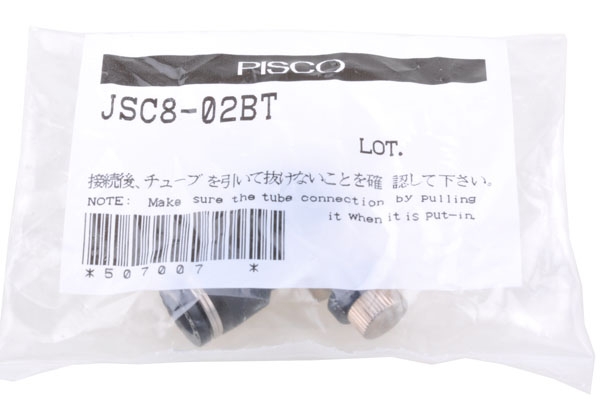 PISCO
JSC8-02BT
LOT.
接続後、チューブを引いて抜けないことを確 認して下さい。
NOTE: Make sure the tube connection by pulling
it when it is put-in.
*507007 *